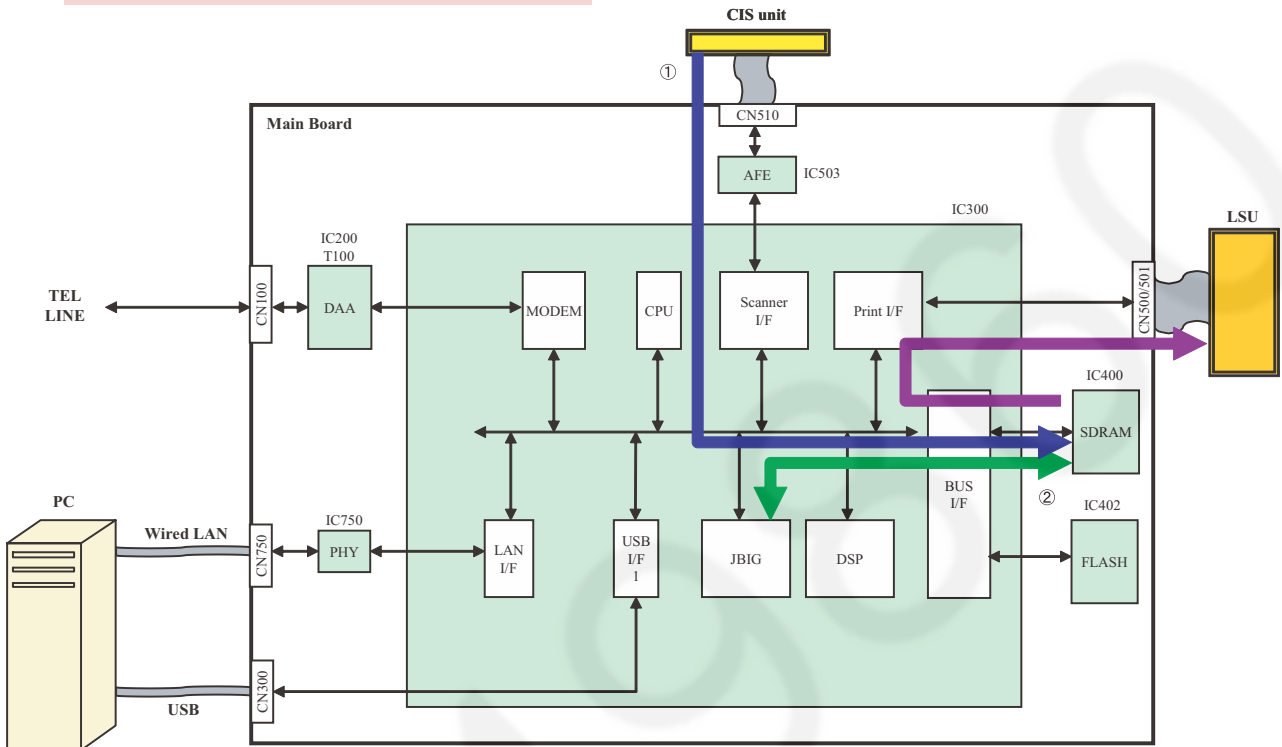 CIS unit
①
CN510
Main Board
AFE
IC503
IC300
LSU
IC200
T100
TEL
LINE
CN100
DAA
MODEM
CPU
Scanner
I/F
Print I/F
CN500/501
IC400
SDRAM
②
BUS
I/F
PC
Wired LAN
CN750
IC750
PHY
LAN
I/F
USB
I/F
1
JBIG
DSP
IC402
FLASH
CN300
USB